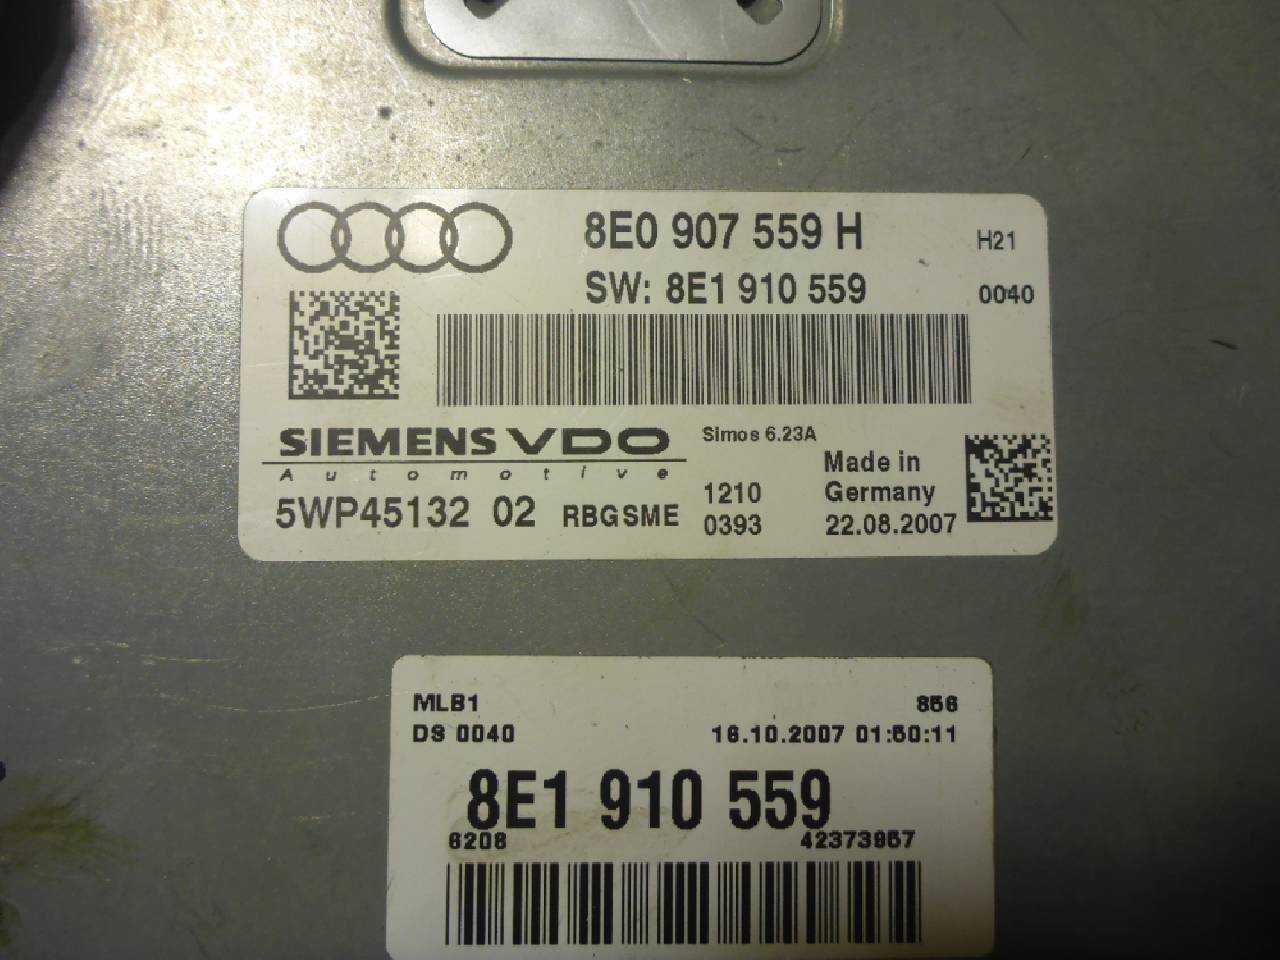 8E0 907 559 H H21
SW: 8E1 910 559 0040
SIEMENS VDO Simos 6.23A
Automotive
Made in
5WP45132 02 RBGSME 1210 Germany
0393 22.08.2007
MLB1 856
DS 0040 16.10.2007 01:50:11
8E1 910 559
6208 42373957